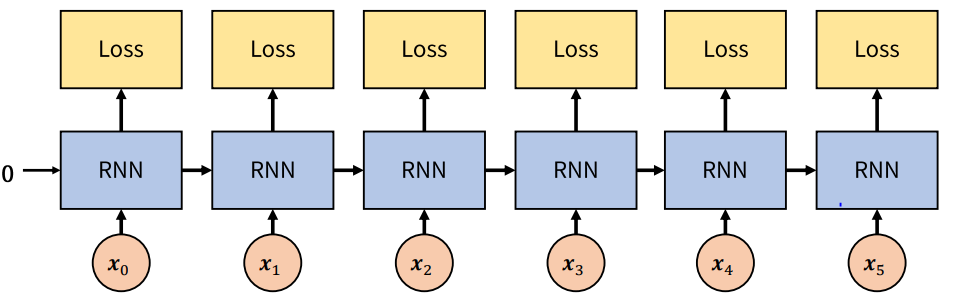 Loss Loss Loss Loss Loss Loss
0 RNN RNN RNN RNN RNN RNN
x₀ x₁ x₂ x₃ x₄ x₅